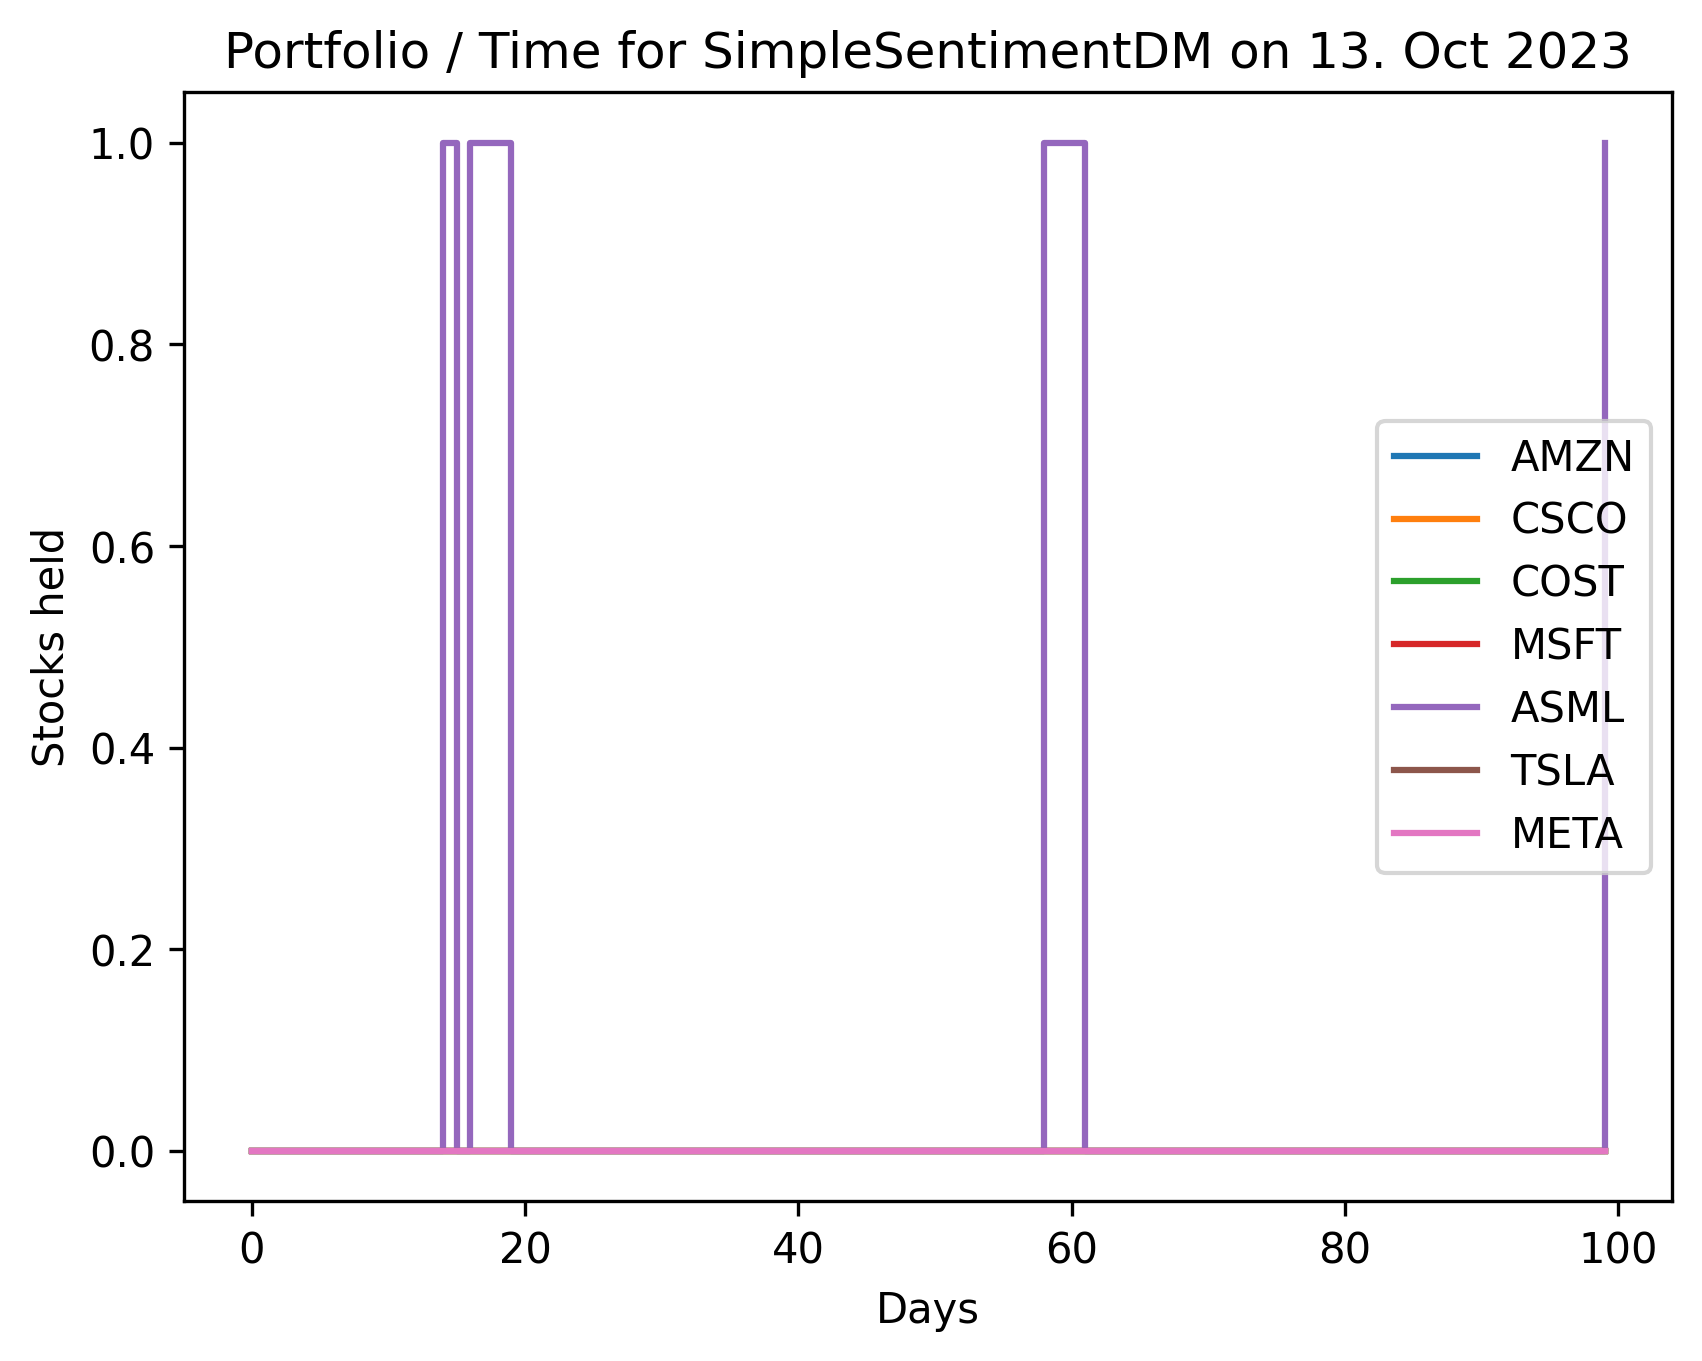 Portfolio / Time for SimpleSentimentDM on 13. Oct 2023
1.0
0.8
0.6
0.4
0.2
0.0
Stocks held
AMZN
CSCO
COST
MSFT
ASML
TSLA
META
0 20 40 60 80 100
Days